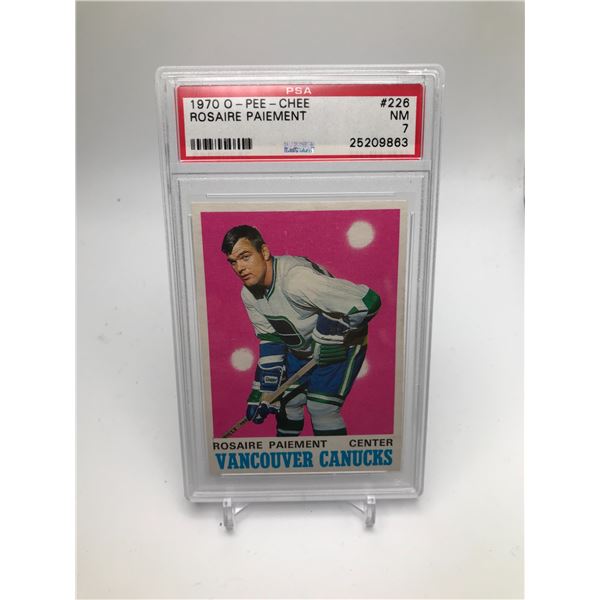 PSA
1970 O-PEE-CHEE #226
ROSAIRE PAIEMENT NM
7
25209863
ROSAIRE PAIEMENT CENTER
VANCOUVER CANUCKS